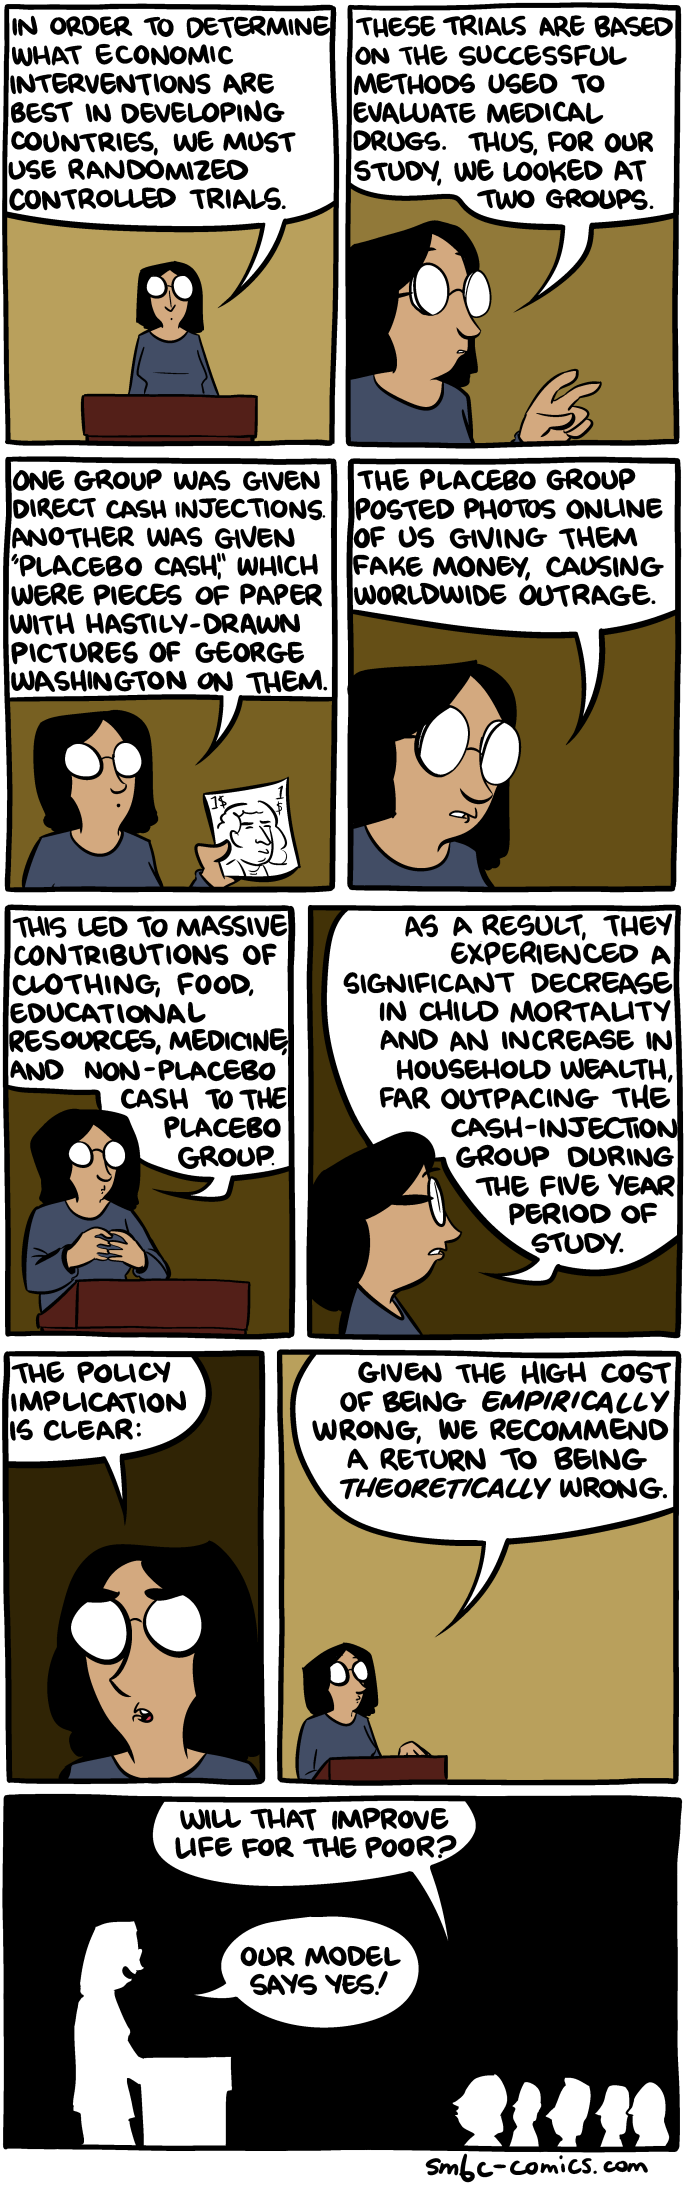 IN ORDER TO DETERMINE
WHAT ECONOMIC
INTERVENTIONS ARE
BEST IN DEVELOPING
COUNTRIES, WE MUST
USE RANDOMIZED
CONTROLLED TRIALS.
THESE TRIALS ARE BASED
ON THE SUCCESSFUL
METHODS USED TO
EVALUATE MEDICAL
DRUGS. THUS, FOR OUR
STUDY, WE LOOKED AT
TWO GROUPS.
ONE GROUP WAS GIVEN
DIRECT CASH INJECTIONS.
ANOTHER WAS GIVEN
"PLACEBO CASH," WHICH
WERE PIECES OF PAPER
WITH HASTILY-DRAWN
PICTURES OF GEORGE
WASHINGTON ON THEM.
1$ 1
$
THE PLACEBO GROUP
POSTED PHOTOS ONLINE
OF US GIVING THEM
FAKE MONEY, CAUSING
WORLDWIDE OUTRAGE.
THIS LED TO MASSIVE
CONTRIBUTIONS OF
CLOTHING, FOOD,
EDUCATIONAL
RESOURCES, MEDICINE,
AND NON-PLACEBO
CASH TO THE
PLACEBO
GROUP.
AS A RESULT, THEY
EXPERIENCED A
SIGNIFICANT DECREASE
IN CHILD MORTALITY
AND AN INCREASE IN
HOUSEHOLD WEALTH,
FAR OUTPACING THE
CASH-INJECTION
GROUP DURING
THE FIVE YEAR
PERIOD OF
STUDY.
THE POLICY
IMPLICATION
IS CLEAR:
GIVEN THE HIGH COST
OF BEING EMPIRICALLY
WRONG, WE RECOMMEND
A RETURN TO BEING
THEORETICALLY WRONG.
WILL THAT IMPROVE
LIFE FOR THE POOR?
OUR MODEL
SAYS YES!
smbc-comics.com